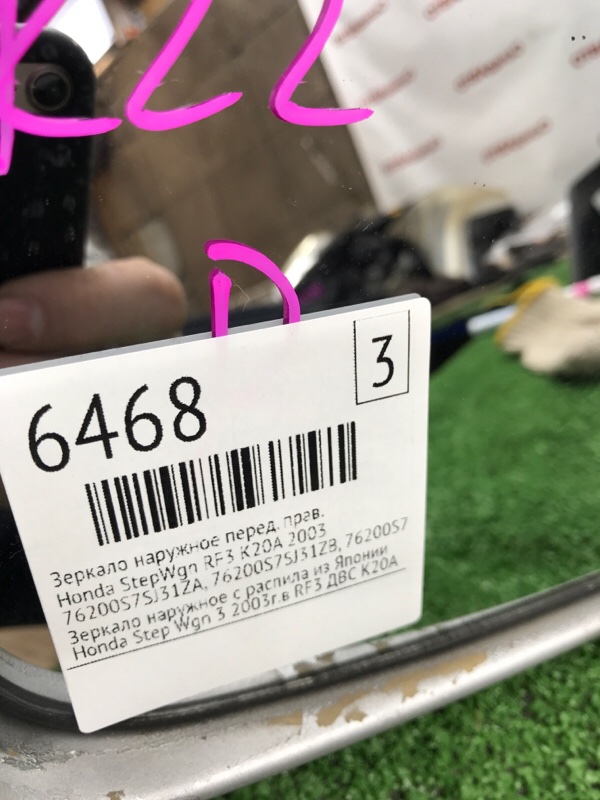 22
D
3
6468
Зеркало наружное перед. прав.
Honda StepWgn RF3 K20A 2003
76200S7SJ31ZA, 76200S7SJ31ZB, 76200S7
Зеркало наружное с распила из Японии
Honda Step Wgn 3 2003г.в RF3 ДВС K20A